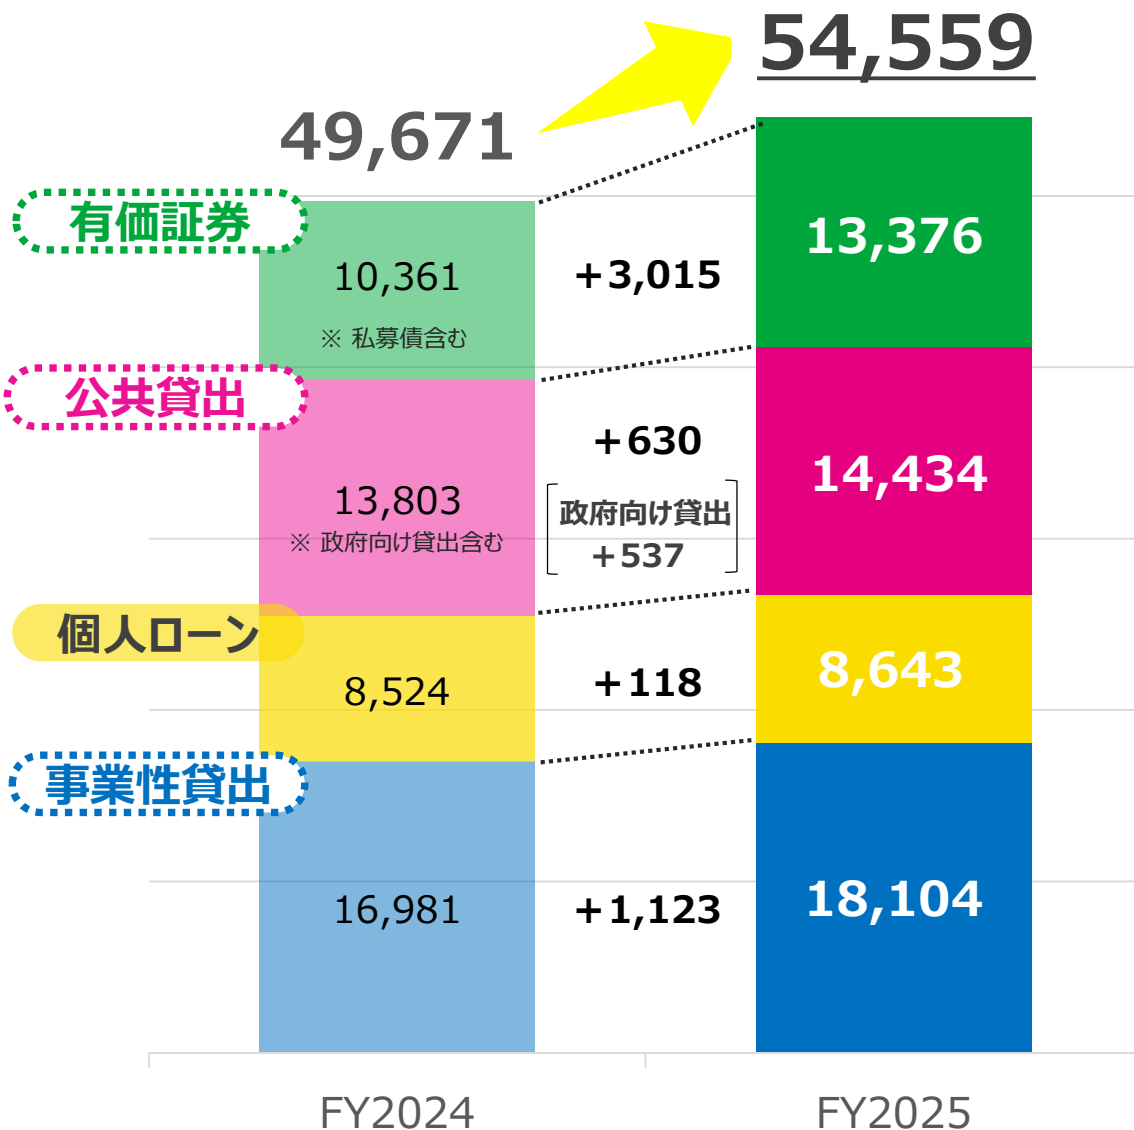 54,559
49,671
有価証券
13,376
10,361
+3,015
※ 私募債含む
公共貸出
+630
14,434
13,803
※ 政府向け貸出含む
政府向け貸出
+537
個人ローン
8,524
+118
8,643
事業性貸出
16,981
+1,123
18,104
FY2024
FY2025